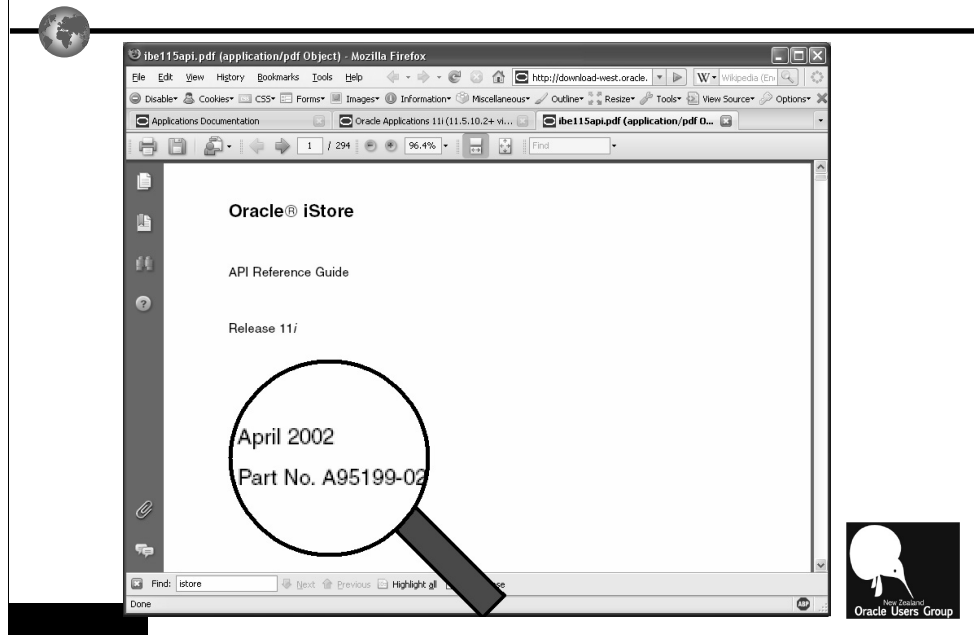 ibe115api.pdf (application/pdf Object) - Mozilla Firefox
File Edit View History Bookmarks Tools Help http://download-west.oracle. W Wikipedia (En
Disable Cookies CSS Forms Images Information Miscellaneous Outline Resize Tools View Source Options
Applications Documentation Oracle Applications 11i (11.5.10.2+ vi... ibe115api.pdf (application/pdf O...
1 / 294 96.4% Find
Oracle® iStore
API Reference Guide
Release 11i
April 2002
Part No. A95199-02
Find: istore Next Previous Highlight all
Done ABP
New Zealand
Oracle Users Group